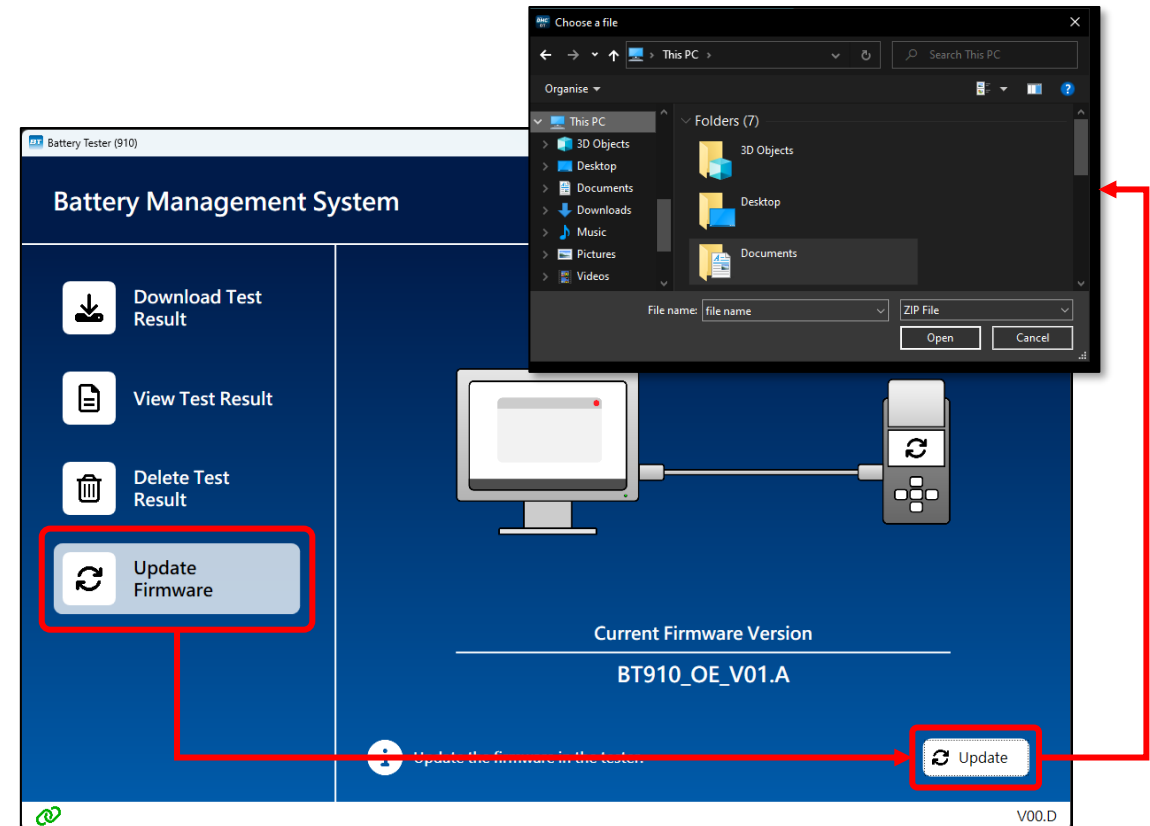 Choose a file
This PC
Search This PC
Organise
This PC
3D Objects
Desktop
Documents
Downloads
Music
Pictures
Videos
Folders (7)
3D Objects
Desktop
Documents
File name: file name
ZIP File
Open
Cancel
BT Battery Tester (910)
Battery Management System
Download Test
Result
View Test Result
Delete Test
Result
Update
Firmware
Current Firmware Version
BT910_OE_V01.A
Update the firmware in the tester.
Update
V00.D